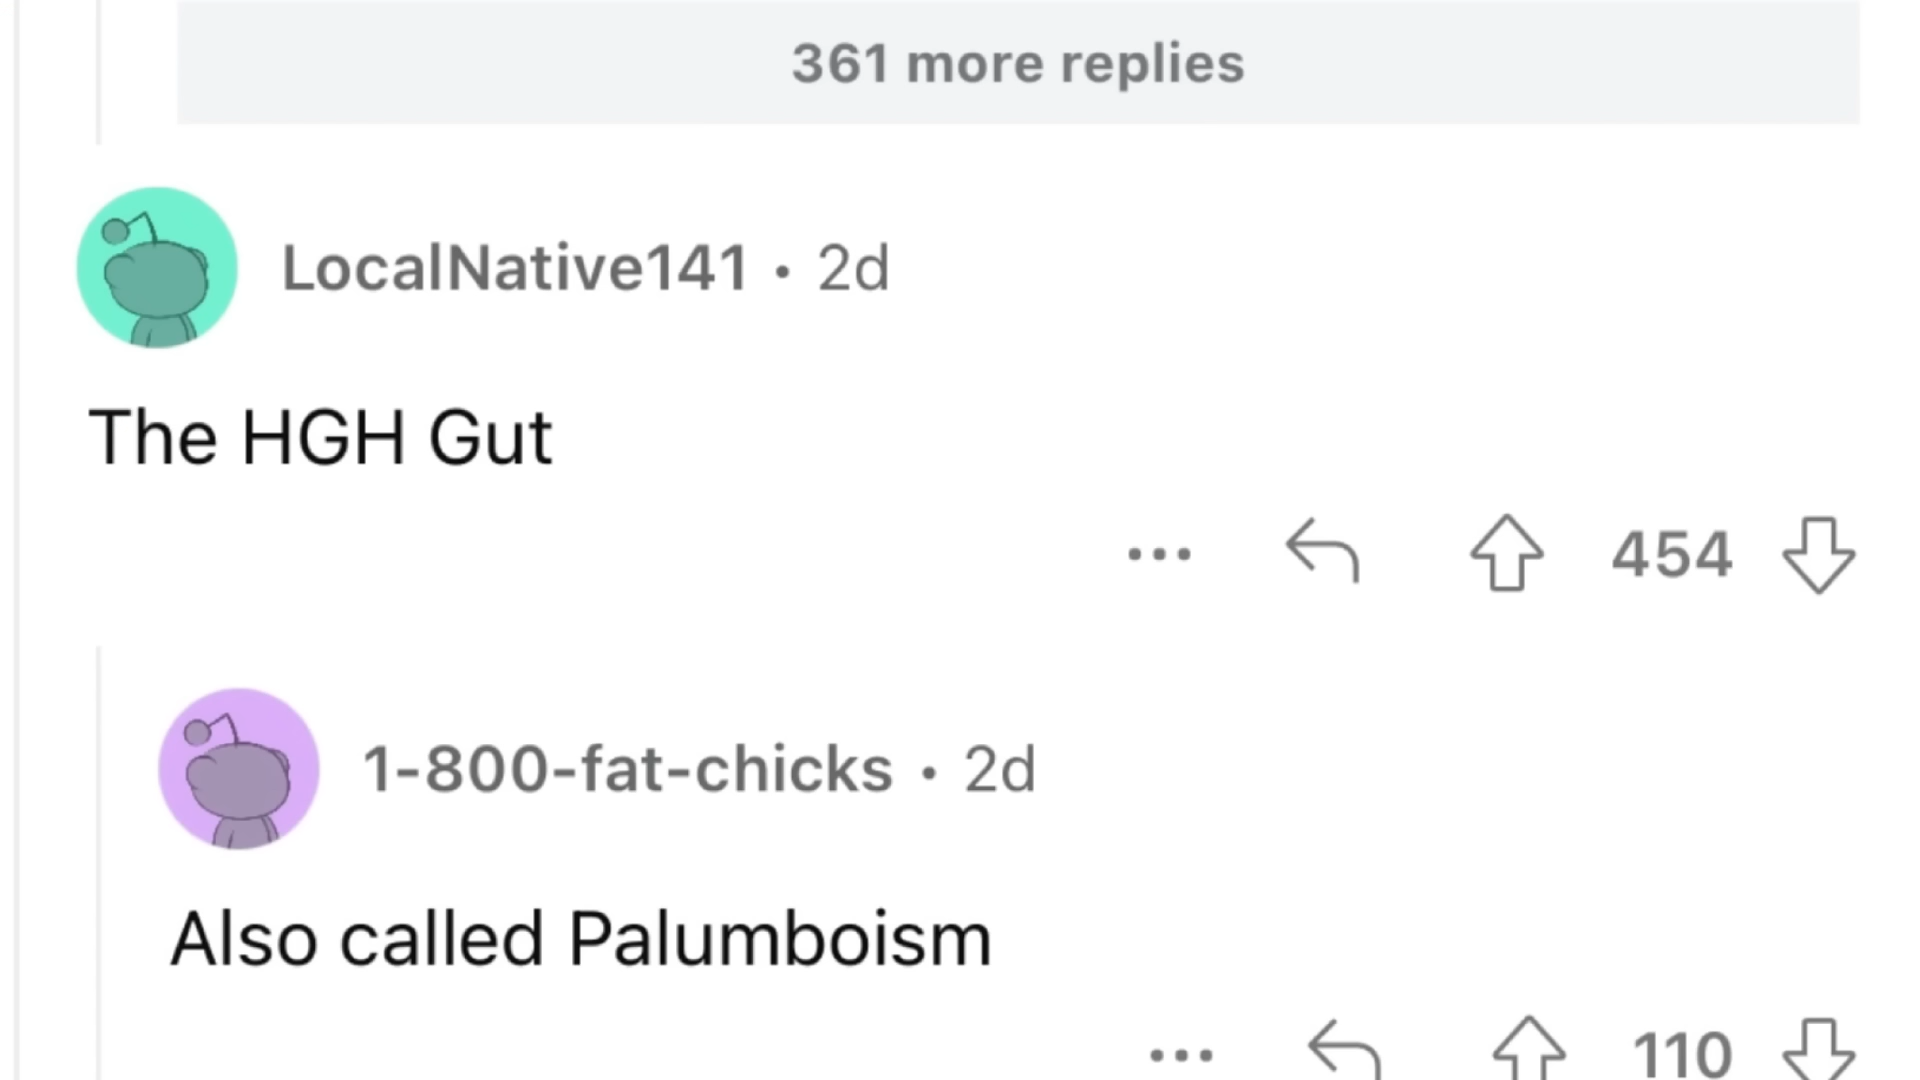 361 more replies
LocalNative141 • 2d
The HGH Gut
... 454
1-800-fat-chicks • 2d
Also called Palumboism
... 110